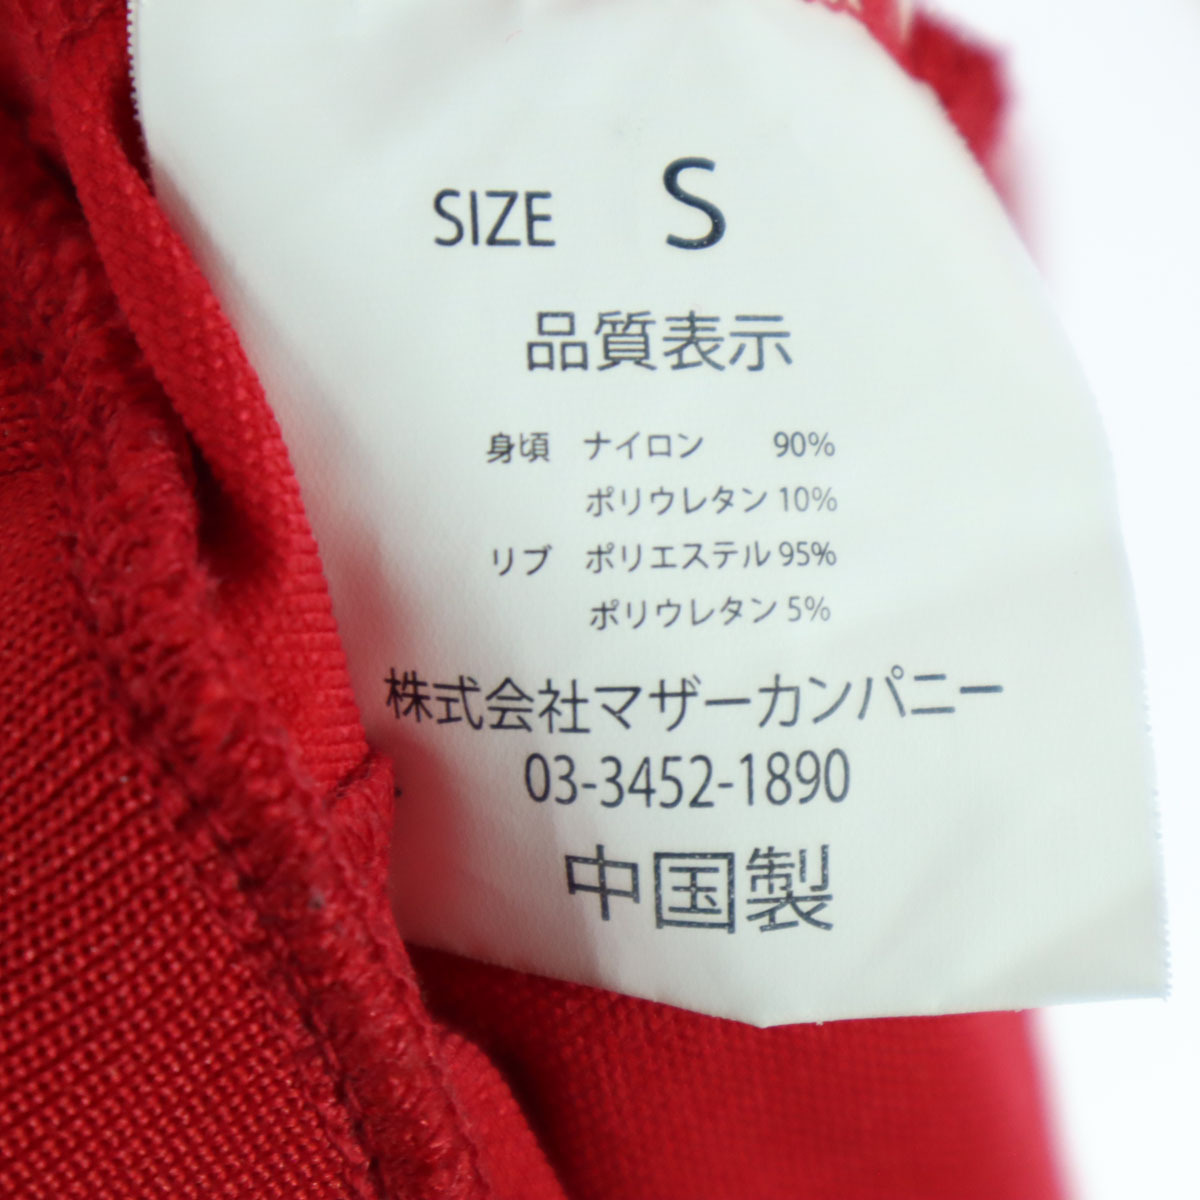 SIZE S
品質表示
身頃 ナイロン 90%
ポリウレタン 10%
リブ ポリエステル 95%
ポリウレタン 5%
株式会社マザーカンパニー
03-3452-1890
中国製